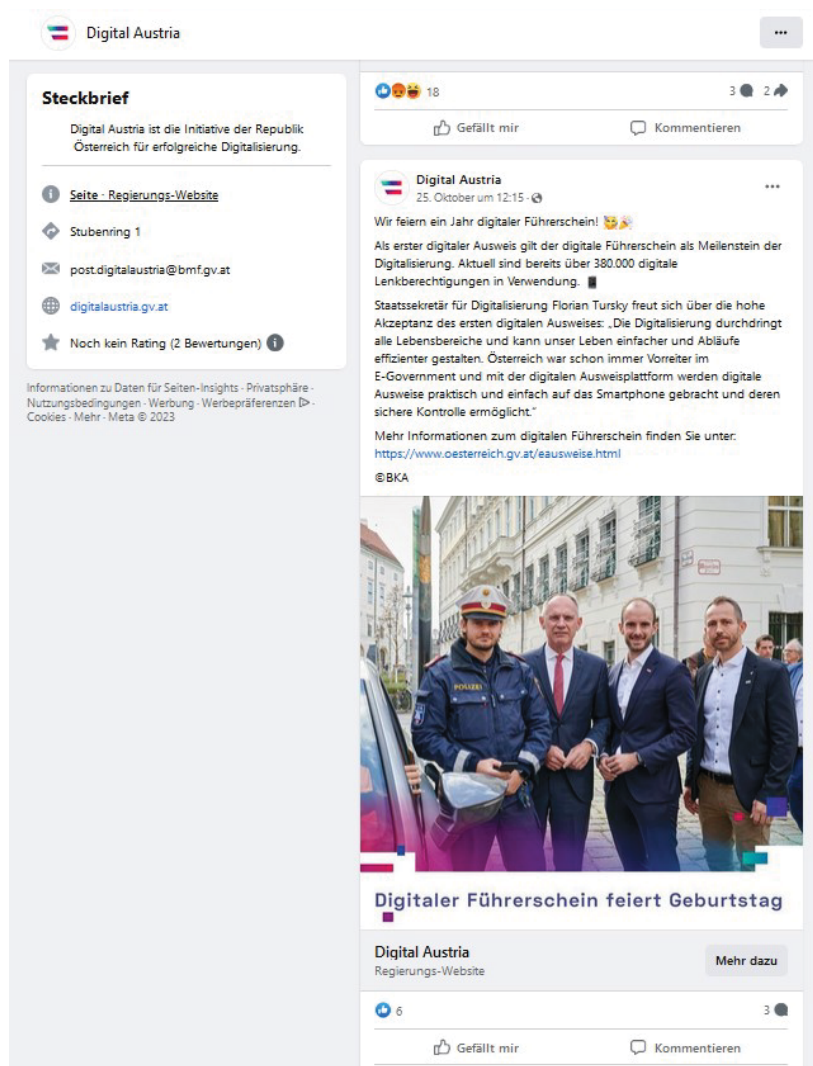 Digital Austria
Steckbrief
Digital Austria ist die Initiative der Republik
Österreich für erfolgreiche Digitalisierung.
Seite · Regierungs-Website
Stubenring 1
post.digitalaustria@bmf.gv.at
digitalaustria.gv.at
Noch kein Rating (2 Bewertungen)
Informationen zu Daten für Seiten-Insights · Privatsphäre ·
Nutzungsbedingungen · Werbung · Werbepräferenzen ·
Cookies · Mehr · Meta © 2023
18
3 2
Gefällt mir Kommentieren
Digital Austria
25. Oktober um 12:15 ·
Wir feiern ein Jahr digitaler Führerschein! 🥳🎉
Als erster digitaler Ausweis gilt der digitale Führerschein als Meilenstein der
Digitalisierung. Aktuell sind bereits über 380.000 digitale
Lenkberechtigungen in Verwendung. 📱
Staatssekretär für Digitalisierung Florian Tursky freut sich über die hohe
Akzeptanz des ersten digitalen Ausweises: „Die Digitalisierung durchdringt
alle Lebensbereiche und kann unser Leben einfacher und Abläufe
effizienter gestalten. Österreich war schon immer Vorreiter im
E-Government und mit der digitalen Ausweisplattform werden digitale
Ausweise praktisch und einfach auf das Smartphone gebracht und deren
sichere Kontrolle ermöglicht.“
Mehr Informationen zum digitalen Führerschein finden Sie unter:
https://www.oesterreich.gv.at/eausweise.html
©BKA
POLIZEI
Digitaler Führerschein feiert Geburtstag
Digital Austria
Regierungs-Website
Mehr dazu
6
3
Gefällt mir Kommentieren